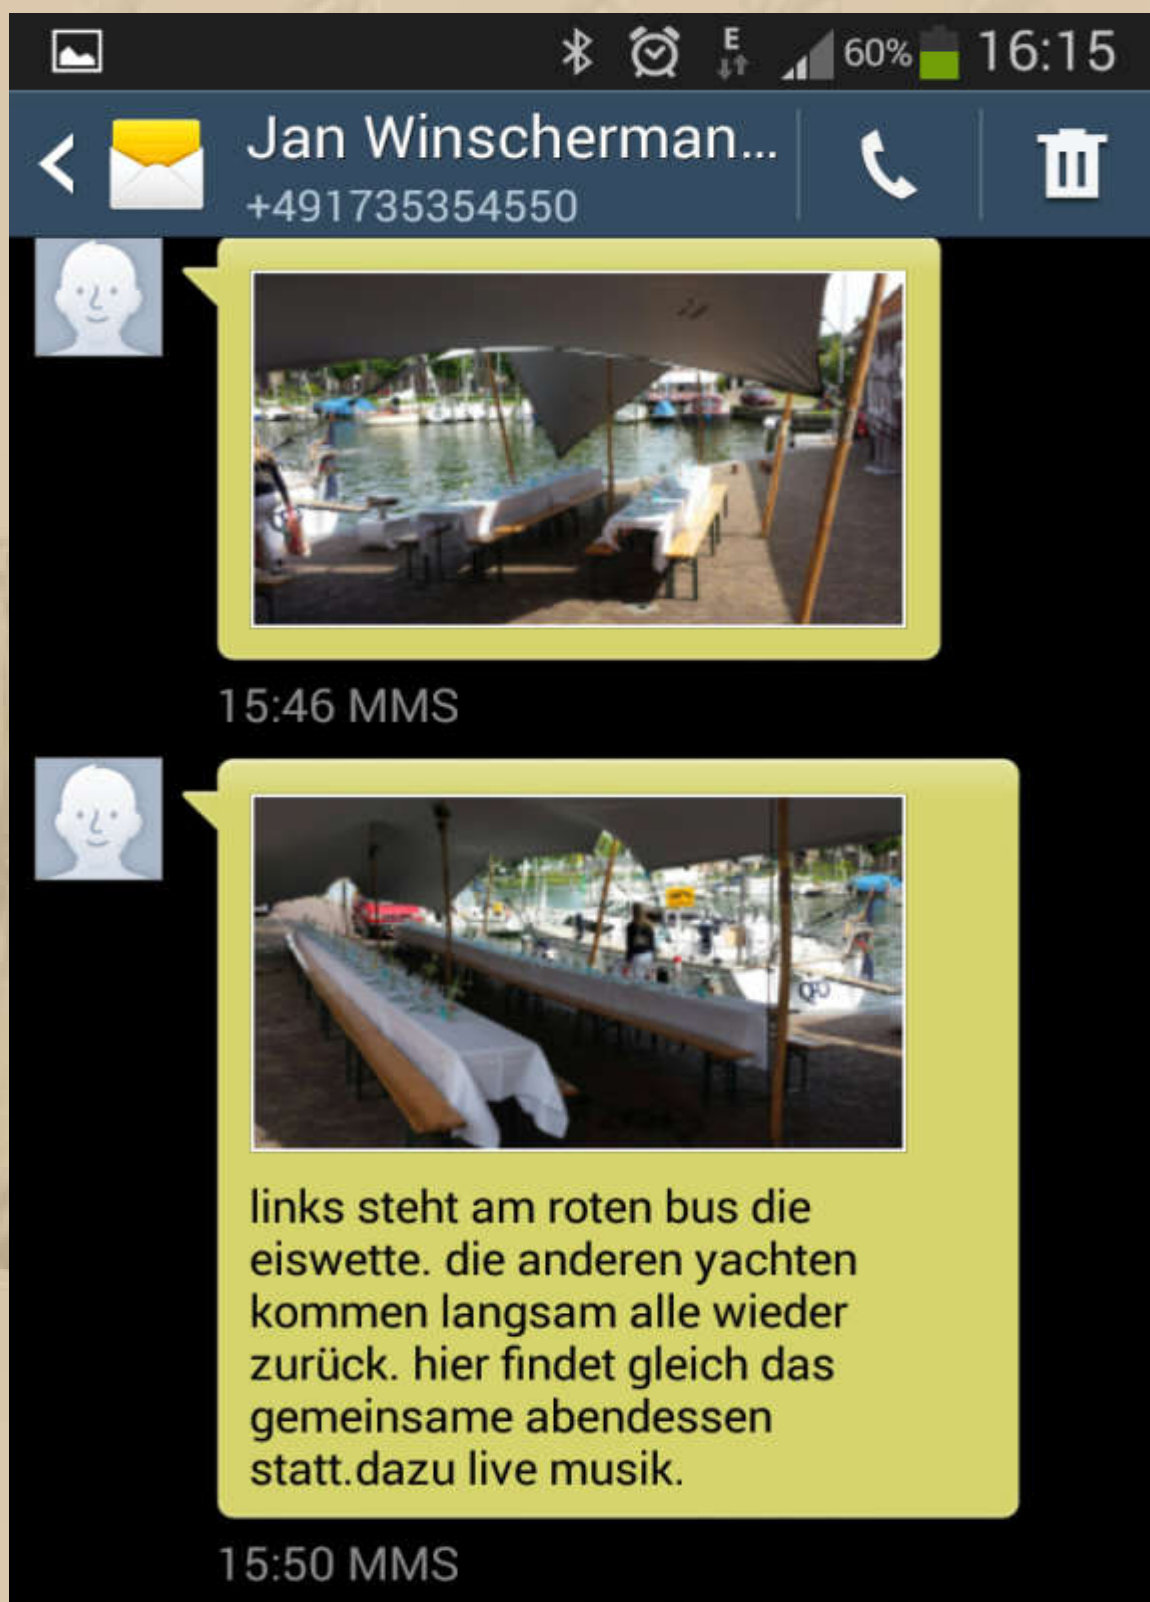 E
60%
16:15
Jan Winscherman...
+491735354550
15:46 MMS
links steht am roten bus die
eiswette. die anderen yachten
kommen langsam alle wieder
zurück. hier findet gleich das
gemeinsame abendessen
statt.dazu live musik.
15:50 MMS